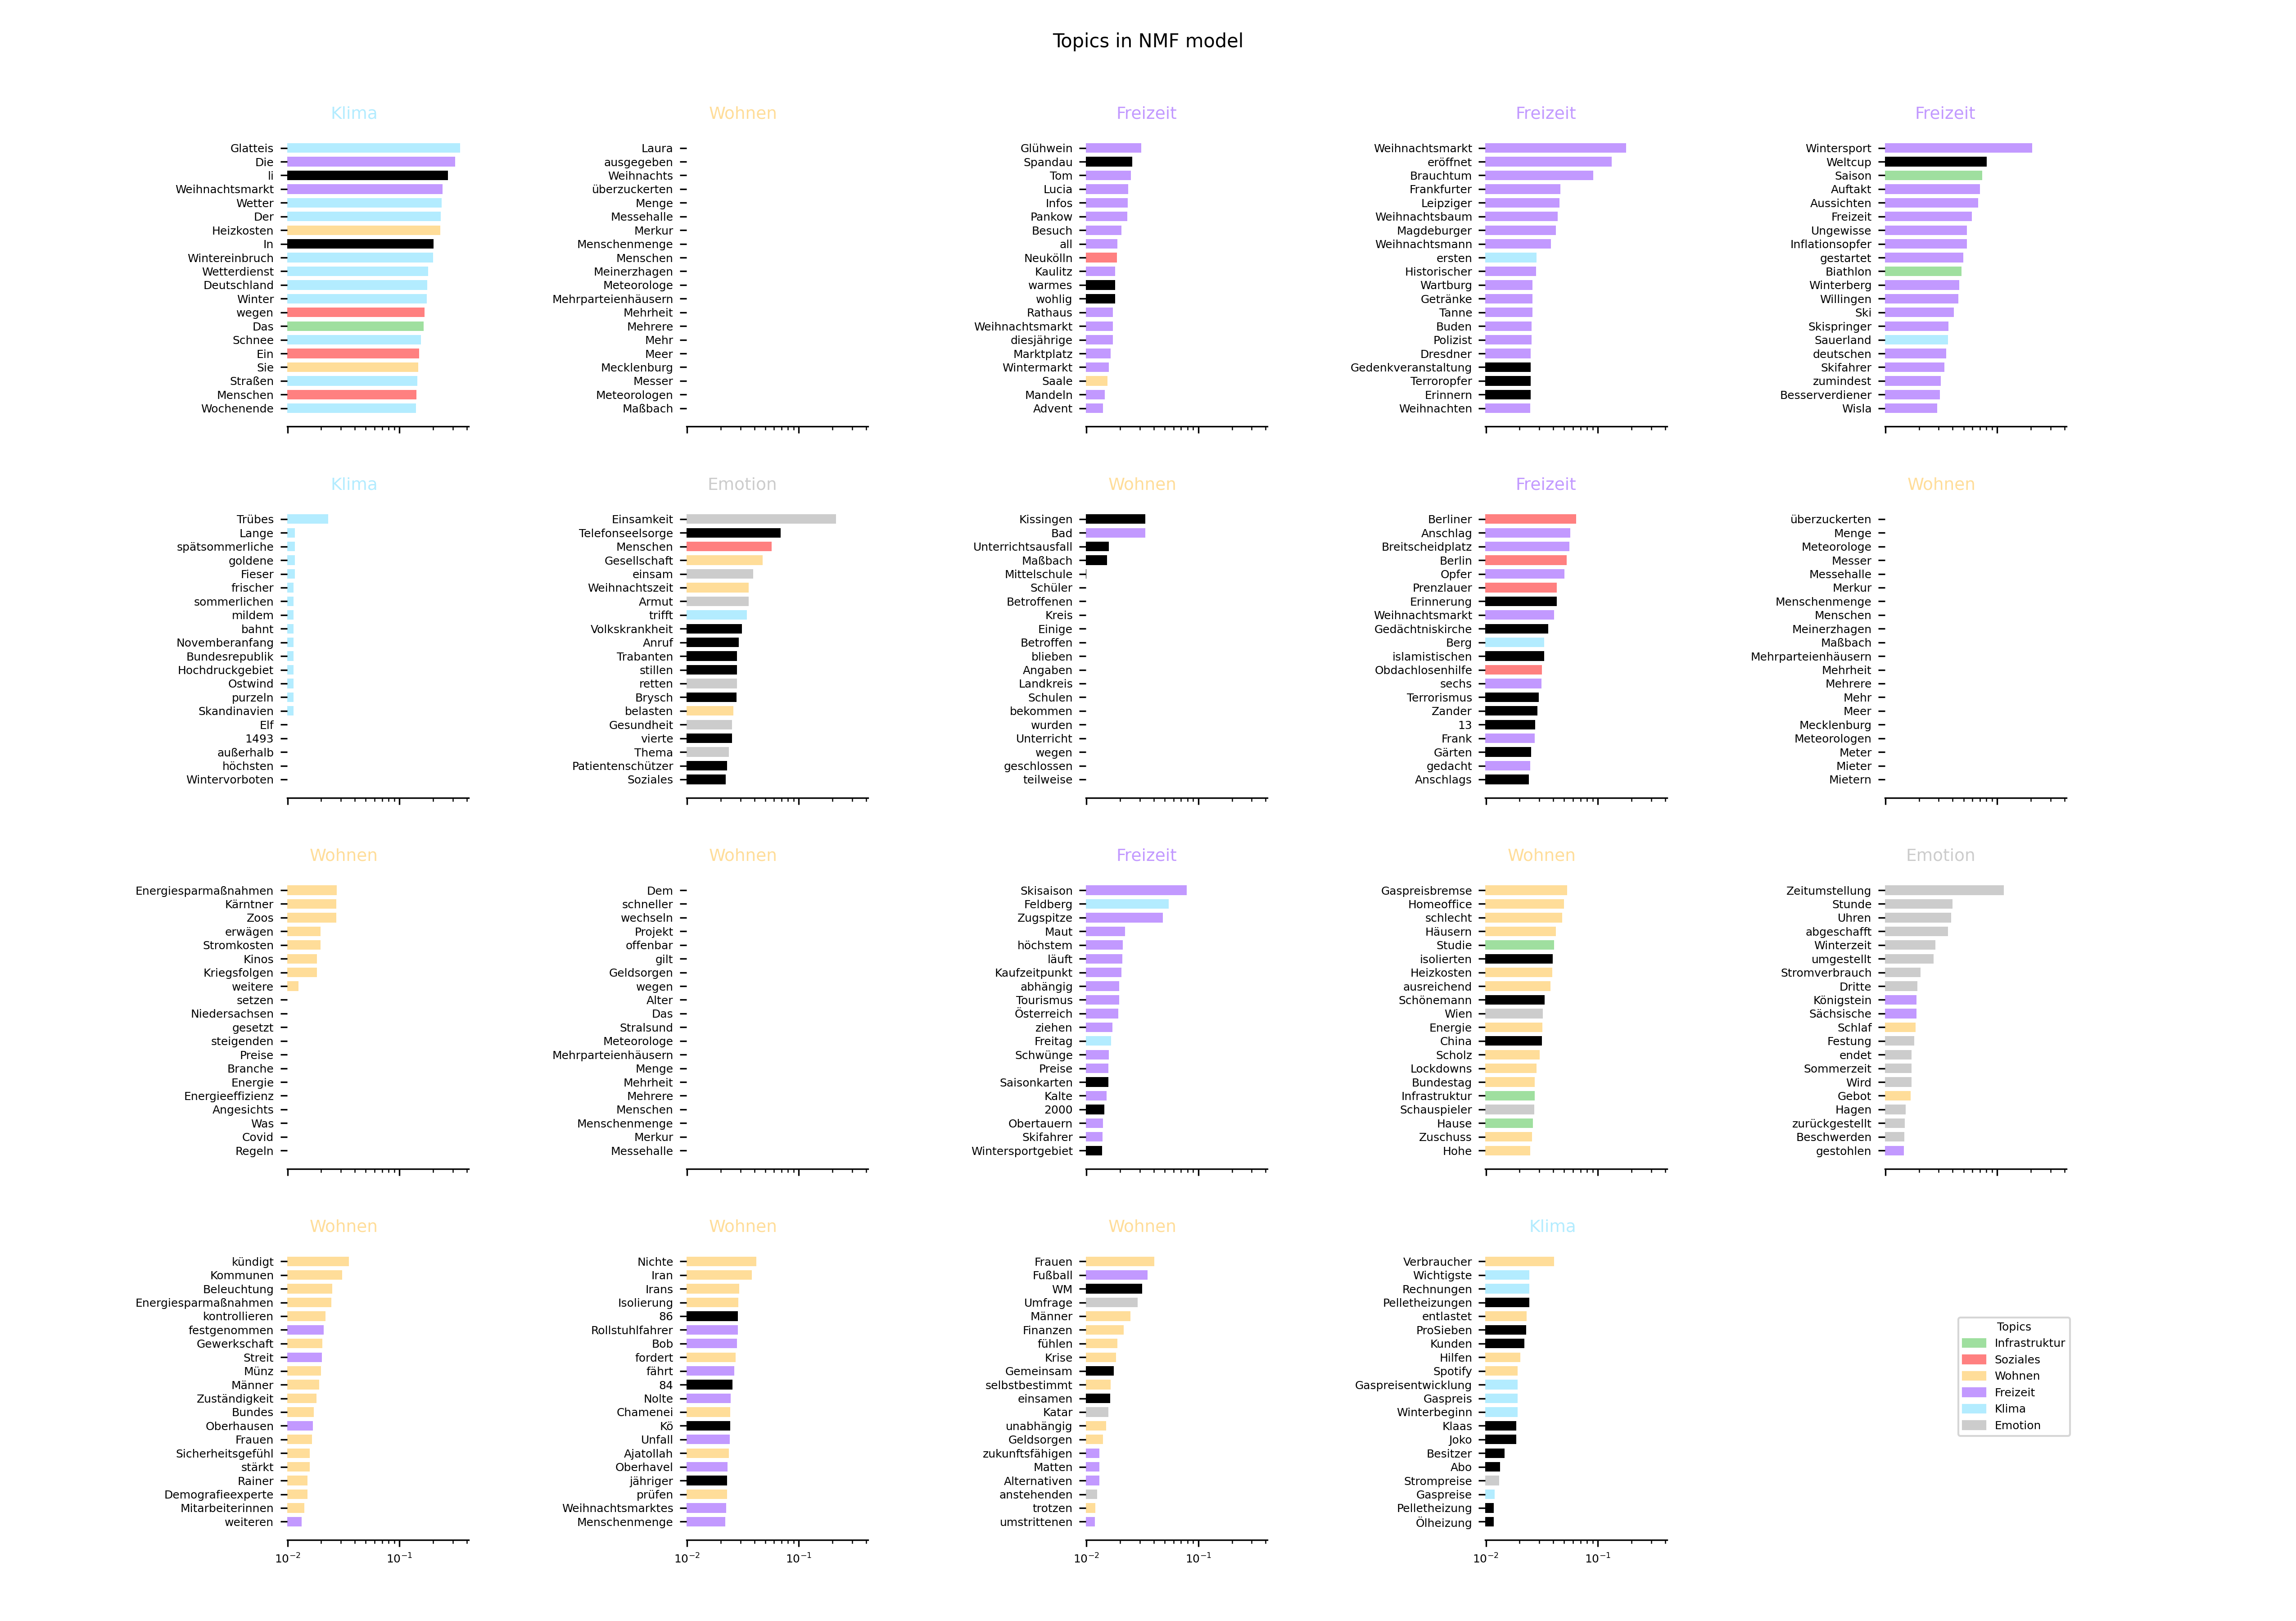 Topics in NMF model
Klima
Glatteis
Die
li
Weihnachtsmarkt
Wetter
Der
Heizkosten
In
Wintereinbruch
Wetterdienst
Deutschland
Winter
wegen
Das
Schnee
Ein
Sie
Straßen
Menschen
Wochenende
Wohnen
Laura
ausgegeben
Weihnachts
überzuckerten
Menge
Messehalle
Merkur
Menschenmenge
Menschen
Meinerzhagen
Meteorologe
Mehrparteienhäusern
Mehrheit
Mehrere
Mehr
Meer
Mecklenburg
Messer
Meteorologen
Maßbach
Freizeit
Glühwein
Spandau
Tom
Lucia
Infos
Pankow
Besuch
all
Neukölln
Kaulitz
warmes
wohlig
Rathaus
Weihnachtsmarkt
diesjährige
Marktplatz
Wintermarkt
Saale
Mandeln
Advent
Freizeit
Weihnachtsmarkt
eröffnet
Brauchtum
Frankfurter
Leipziger
Weihnachtsbaum
Magdeburger
Weihnachtsmann
ersten
Historischer
Wartburg
Getränke
Tanne
Buden
Polizist
Dresdner
Gedenkveranstaltung
Terroropfer
Erinnern
Weihnachten
Freizeit
Wintersport
Weltcup
Saison
Auftakt
Aussichten
Freizeit
Ungewisse
Inflationsopfer
gestartet
Biathlon
Winterberg
Willingen
Ski
Skispringer
Sauerland
deutschen
Skifahrer
zumindest
Besserverdiener
Wisla
Klima
Trübes
Lange
spätsommerliche
goldene
Fieser
frischer
sommerlichen
mildem
bahnt
Novemberanfang
Bundesrepublik
Hochdruckgebiet
Ostwind
purzeln
Skandinavien
Elf
1493
außerhalb
höchsten
Wintervorboten
Emotion
Einsamkeit
Telefonseelsorge
Menschen
Gesellschaft
einsam
Weihnachtszeit
Armut
trifft
Volkskrankheit
Anruf
Trabanten
stillen
retten
Brysch
belasten
Gesundheit
vierte
Thema
Patientenschützer
Soziales
Wohnen
Kissingen
Bad
Unterrichtsausfall
Maßbach
Mittelschule
Schüler
Betroffenen
Kreis
Einige
Betroffen
blieben
Angaben
Landkreis
Schulen
bekommen
wurden
Unterricht
wegen
geschlossen
teilweise
Freizeit
Berliner
Anschlag
Breitscheidplatz
Berlin
Opfer
Prenzlauer
Erinnerung
Weihnachtsmarkt
Gedächtniskirche
Berg
islamistischen
Obdachlosenhilfe
sechs
Terrorismus
Zander
13
Frank
Gärten
gedacht
Anschlags
Wohnen
überzuckerten
Menge
Meteorologe
Messer
Messehalle
Merkur
Menschenmenge
Menschen
Meinerzhagen
Maßbach
Mehrparteienhäusern
Mehrheit
Mehrere
Mehr
Meer
Mecklenburg
Meteorologen
Meter
Mieter
Mietern
Wohnen
Energiesparmaßnahmen
Kärntner
Zoos
erwägen
Stromkosten
Kinos
Kriegsfolgen
weitere
setzen
Niedersachsen
gesetzt
steigenden
Preise
Branche
Energie
Energieeffizienz
Angesichts
Was
Covid
Regeln
Wohnen
Dem
schneller
wechseln
Projekt
offenbar
gilt
Geldsorgen
wegen
Alter
Das
Stralsund
Meteorologe
Mehrparteienhäusern
Menge
Mehrheit
Mehrere
Menschen
Menschenmenge
Merkur
Messehalle
Freizeit
Skisaison
Feldberg
Zugspitze
Maut
höchstem
läuft
Kaufzeitpunkt
abhängig
Tourismus
Österreich
ziehen
Freitag
Schwünge
Preise
Saisonkarten
Kalte
2000
Obertauern
Skifahrer
Wintersportgebiet
Wohnen
Gaspreisbremse
Homeoffice
schlecht
Häusern
Studie
isolierten
Heizkosten
ausreichend
Schönemann
Wien
Energie
China
Scholz
Lockdowns
Bundestag
Infrastruktur
Schauspieler
Hause
Zuschuss
Hohe
Emotion
Zeitumstellung
Stunde
Uhren
abgeschafft
Winterzeit
umgestellt
Stromverbrauch
Dritte
Königstein
Sächsische
Schlaf
Festung
endet
Sommerzeit
Wird
Gebot
Hagen
zurückgestellt
Beschwerden
gestohlen
Wohnen
kündigt
Kommunen
Beleuchtung
Energiesparmaßnahmen
kontrollieren
festgenommen
Gewerkschaft
Streit
Münz
Männer
Zuständigkeit
Bundes
Oberhausen
Frauen
Sicherheitsgefühl
stärkt
Rainer
Demografieexperte
Mitarbeiterinnen
weiteren
10⁻² 10⁻¹
Wohnen
Nichte
Iran
Irans
Isolierung
86
Rollstuhlfahrer
Bob
fordert
fährt
84
Nolte
Chamenei
Kö
Unfall
Ajatollah
Oberhavel
jähriger
prüfen
Weihnachtsmarktes
Menschenmenge
10⁻² 10⁻¹
Wohnen
Frauen
Fußball
WM
Umfrage
Männer
Finanzen
fühlen
Krise
Gemeinsam
selbstbestimmt
einsamen
Katar
unabhängig
Geldsorgen
zukunftsfähigen
Matten
Alternativen
anstehenden
trotzen
umstrittenen
10⁻² 10⁻¹
Klima
Verbraucher
Wichtigste
Rechnungen
Pelletheizungen
entlastet
ProSieben
Kunden
Hilfen
Spotify
Gaspreisentwicklung
Gaspreis
Winterbeginn
Klaas
Joko
Besitzer
Abo
Strompreise
Gaspreise
Pelletheizung
Ölheizung
10⁻² 10⁻¹
Topics
Infrastruktur
Soziales
Wohnen
Freizeit
Klima
Emotion